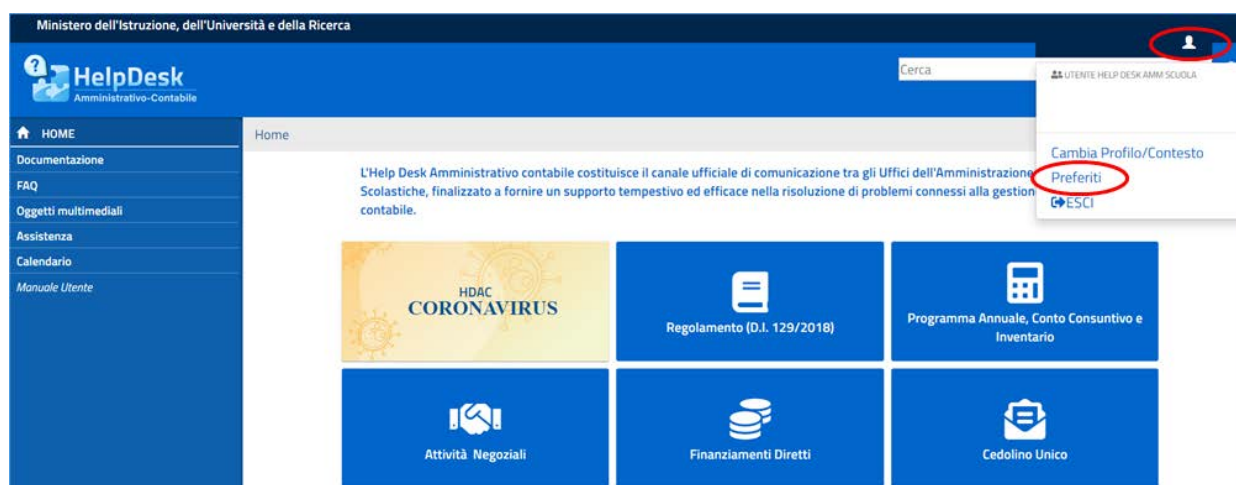 Ministero dell'Istruzione, dell'Università e della Ricerca
HelpDesk
Amministrativo-Contabile
Cerca
UTENTE HELP DESK AMM SCUOLA
Cambia Profilo/Contesto
Preferiti
ESCI
HOME
Documentazione
FAQ
Oggetti multimediali
Assistenza
Calendario
Manuale Utente
Home
L'Help Desk Amministrativo contabile costituisce il canale ufficiale di comunicazione tra gli Uffici dell'Amministrazione
Scolastiche, finalizzato a fornire un supporto tempestivo ed efficace nella risoluzione di problemi connessi alla gestion
contabile.
HDAC
CORONAVIRUS
Regolamento (D.I. 129/2018)
Programma Annuale, Conto Consuntivo e
Inventario
Attività Negoziali
Finanziamenti Diretti
Cedolino Unico